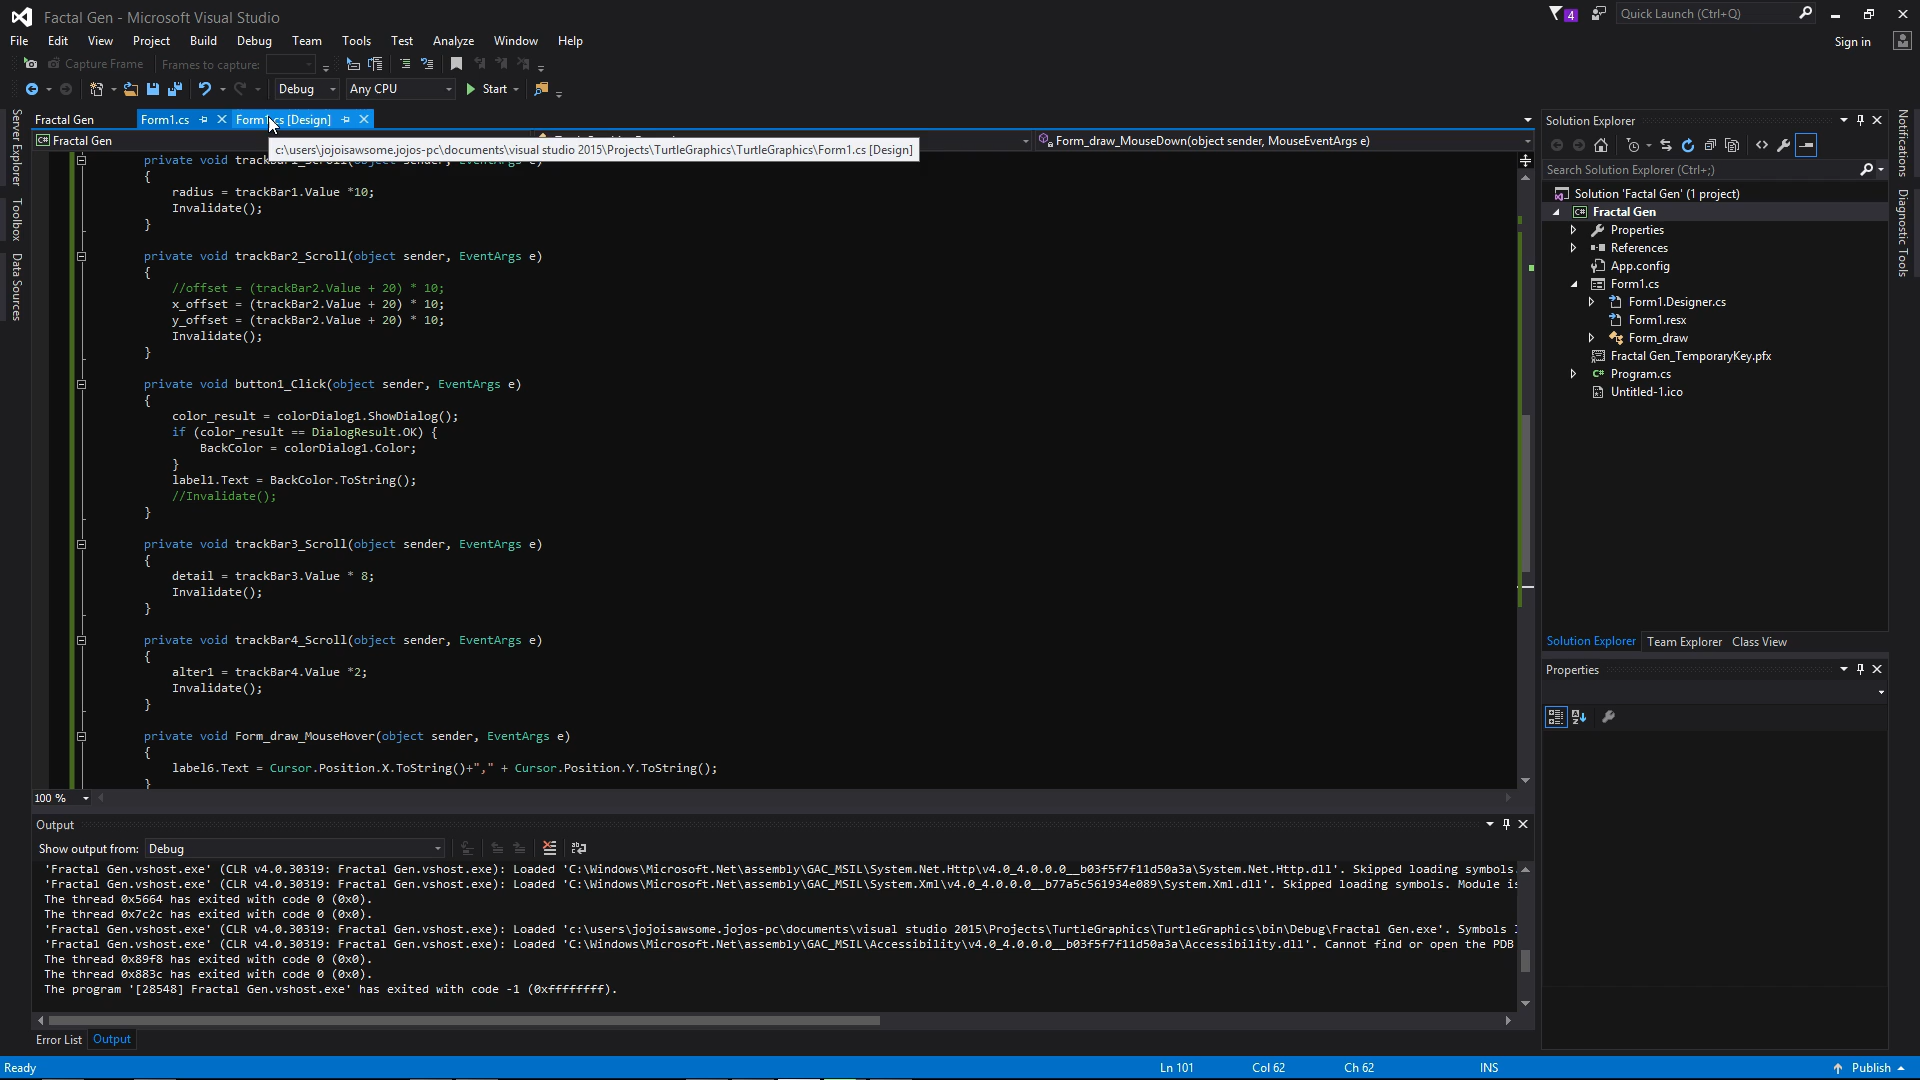 Factal Gen - Microsoft Visual Studio
4
Quick Launch (Ctrl+Q)
File Edit View Project Build Debug Team Tools Test Analyze Window Help
Sign in
Capture Frame Frames to capture:
Debug Any CPU Start
Fractal Gen Form1.cs Form1.cs [Design]
Fractal Gen
Form_draw_MouseDown(object sender, MouseEventArgs e)
c:\users\jojoisawsome.jojos-pc\documents\visual studio 2015\Projects\TurtleGraphics\TurtleGraphics\Form1.cs [Design]
Server Explorer
Toolbox
Data Sources
private void trackBar1_Scroll(object sender, EventArgs e)
{
radius = trackBar1.Value *10;
Invalidate();
}
private void trackBar2_Scroll(object sender, EventArgs e)
{
//offset = (trackBar2.Value + 20) * 10;
x_offset = (trackBar2.Value + 20) * 10;
y_offset = (trackBar2.Value + 20) * 10;
Invalidate();
}
private void button1_Click(object sender, EventArgs e)
{
color_result = colorDialog1.ShowDialog();
if (color_result == DialogResult.OK) {
BackColor = colorDialog1.Color;
}
label1.Text = BackColor.ToString();
//Invalidate();
}
private void trackBar3_Scroll(object sender, EventArgs e)
{
detail = trackBar3.Value * 8;
Invalidate();
}
private void trackBar4_Scroll(object sender, EventArgs e)
{
alter1 = trackBar4.Value *2;
Invalidate();
}
private void Form_draw_MouseHover(object sender, EventArgs e)
{
label6.Text = Cursor.Position.X.ToString()+"," + Cursor.Position.Y.ToString();
}
100 %
Output
Show output from: Debug
'Fractal Gen.vshost.exe' (CLR v4.0.30319: Fractal Gen.vshost.exe): Loaded 'C:\Windows\Microsoft.Net\assembly\GAC_MSIL\System.Net.Http\v4.0_4.0.0.0__b03f5f7f11d50a3a\System.Net.Http.dll'. Skipped loading symbols.
'Fractal Gen.vshost.exe' (CLR v4.0.30319: Fractal Gen.vshost.exe): Loaded 'C:\Windows\Microsoft.Net\assembly\GAC_MSIL\System.Xml\v4.0_4.0.0.0__b77a5c561934e089\System.Xml.dll'. Skipped loading symbols. Module is
The thread 0x5664 has exited with code 0 (0x0).
The thread 0x7c2c has exited with code 0 (0x0).
'Fractal Gen.vshost.exe' (CLR v4.0.30319: Fractal Gen.vshost.exe): Loaded 'c:\users\jojoisawsome.jojos-pc\documents\visual studio 2015\Projects\TurtleGraphics\TurtleGraphics\bin\Debug\Fractal Gen.exe'. Symbols
'Fractal Gen.vshost.exe' (CLR v4.0.30319: Fractal Gen.vshost.exe): Loaded 'C:\Windows\Microsoft.Net\assembly\GAC_MSIL\Accessibility\v4.0_4.0.0.0__b03f5f7f11d50a3a\Accessibility.dll'. Cannot find or open the PDB
The thread 0x89f8 has exited with code 0 (0x0).
The thread 0x883c has exited with code 0 (0x0).
The program '[28548] Fractal Gen.vshost.exe' has exited with code -1 (0xffffffff).
Error List Output
Solution Explorer
Search Solution Explorer (Ctrl+;)
Solution 'Factal Gen' (1 project)
Fractal Gen
Properties
References
App.config
Form1.cs
Form1.Designer.cs
Form1.resx
Form_draw
Fractal Gen_TemporaryKey.pfx
Program.cs
Untitled-1.ico
Solution Explorer Team Explorer Class View
Properties
Notifications
Diagnostic Tools
Ready
Ln 101 Col 62 Ch 62 INS
Publish